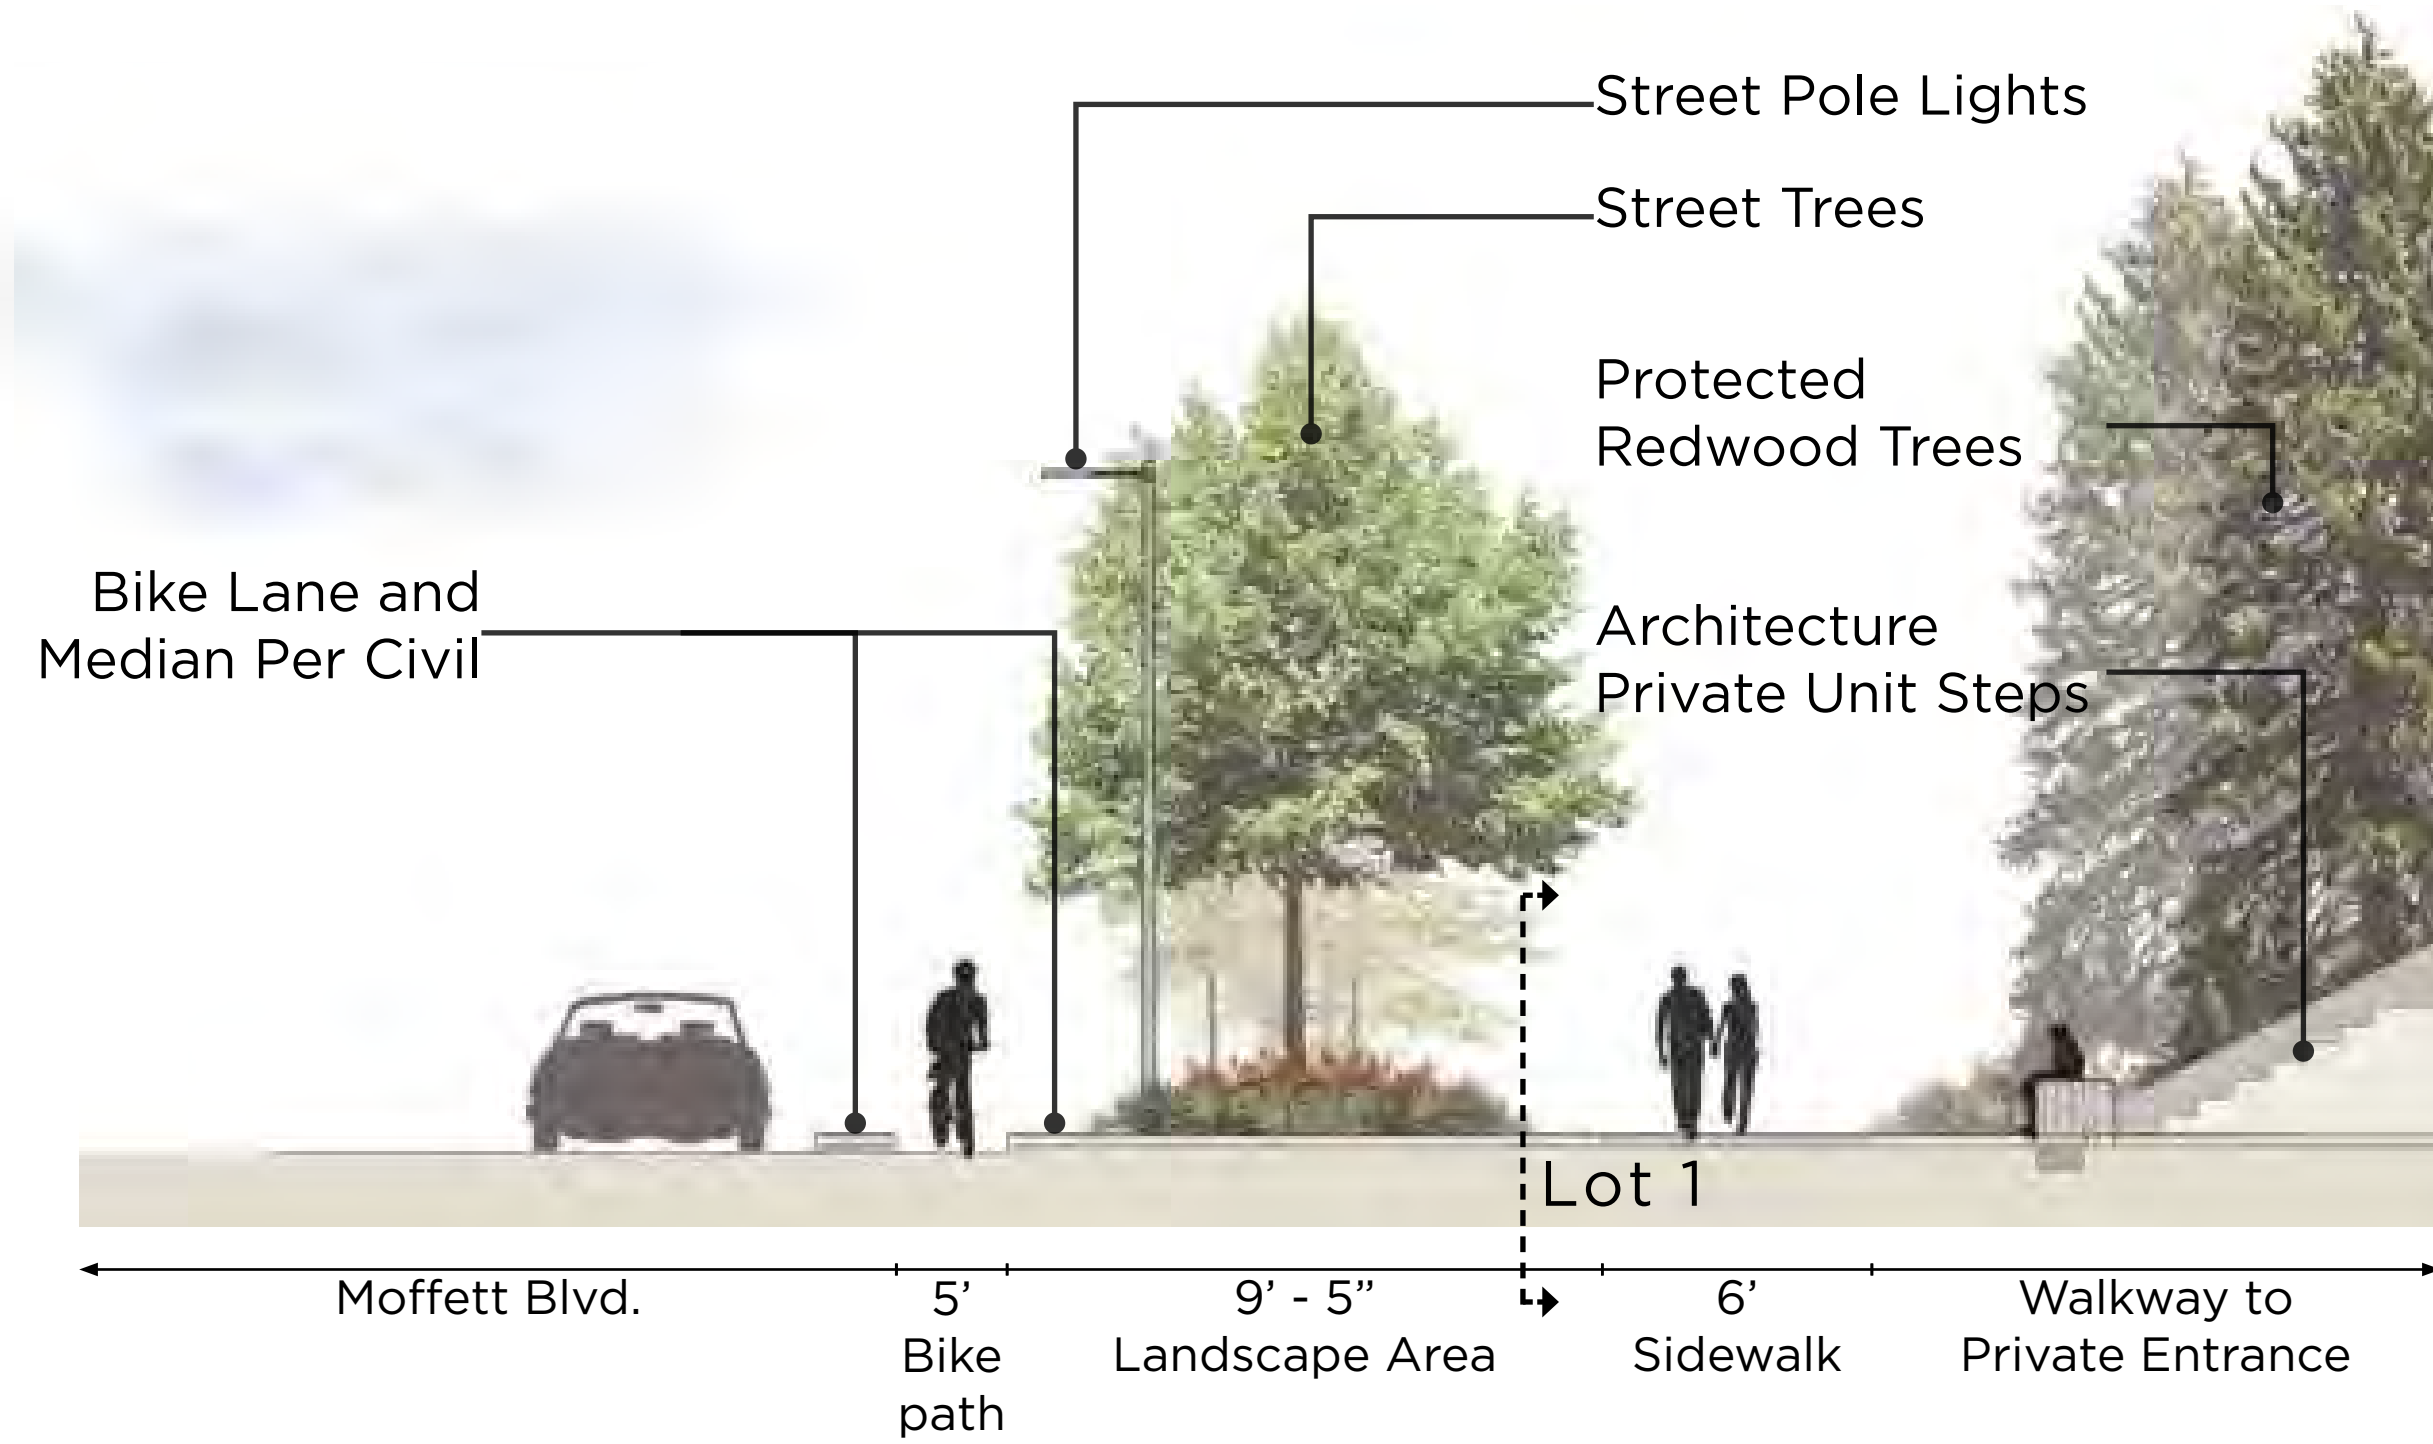 Street Pole Lights
Street Trees
Protected
Redwood Trees
Bike Lane and
Median Per Civil
Architecture
Private Unit Steps
Lot 1
Moffett Blvd.
5’
Bike
path
9’ - 5”
Landscape Area
6’
Sidewalk
Walkway to
Private Entrance